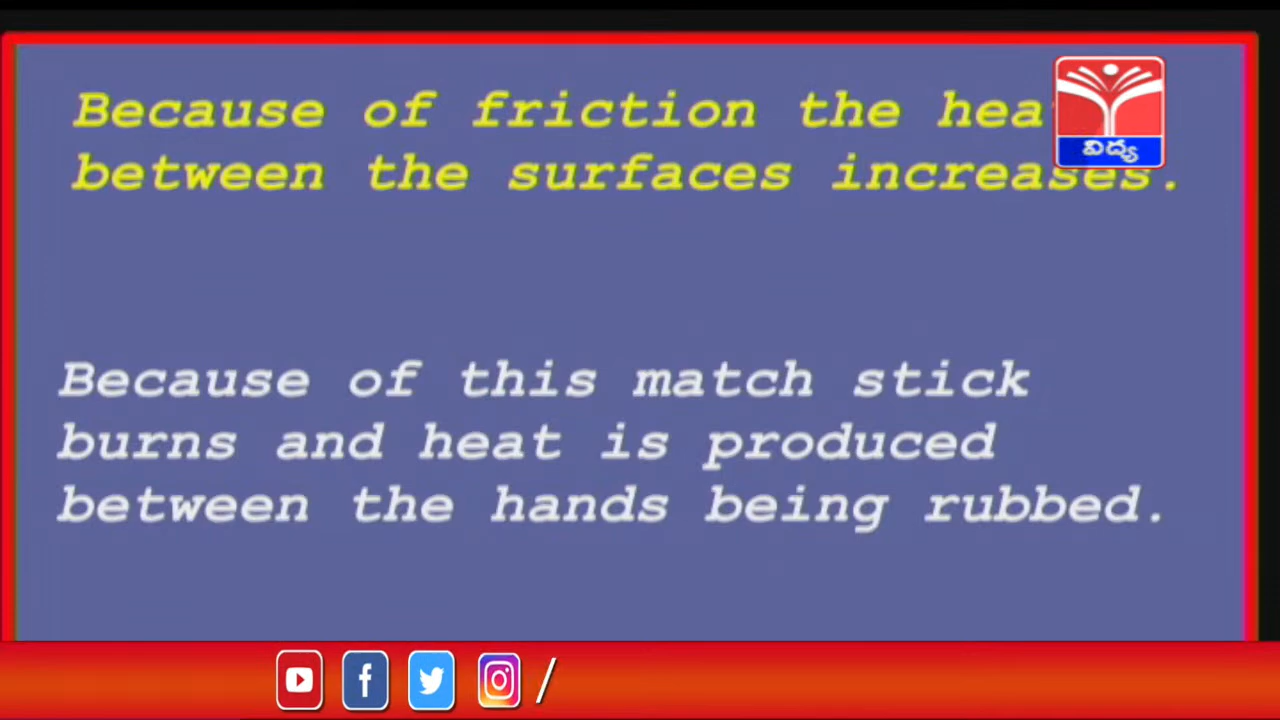 Because of friction the
between the surfaces increases.
విద్య
Because of this match stick
burns and heat is produced
between the hands being rubbed.
/